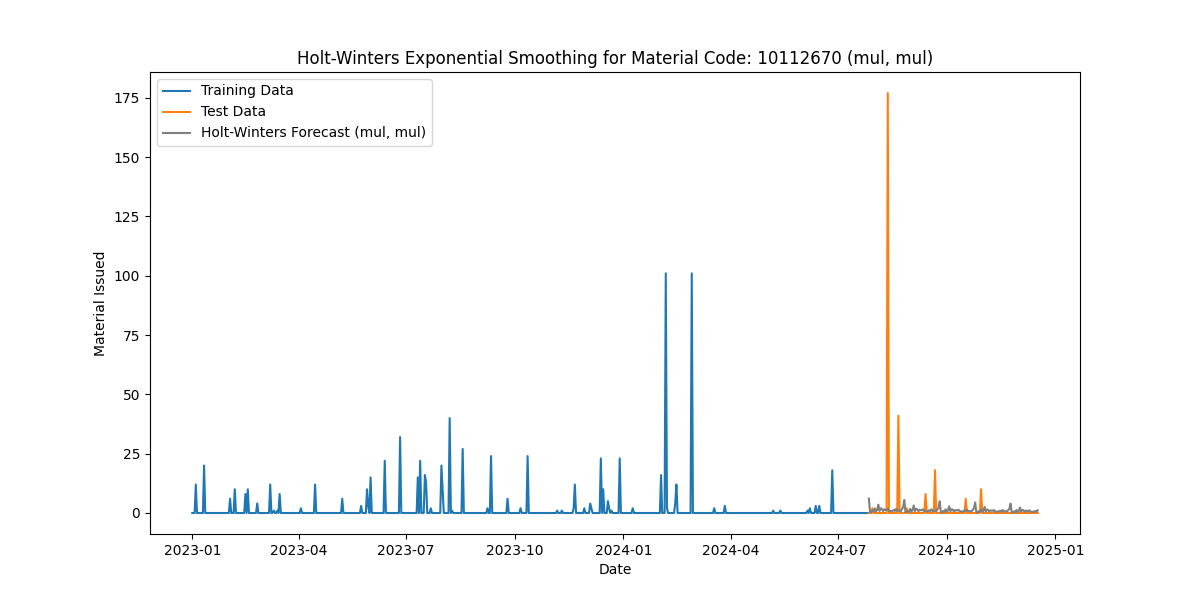 Holt-Winters Exponential Smoothing for Material Code: 10112670 (mul, mul)
Training Data
Test Data
Holt-Winters Forecast (mul, mul)
175
150
125
100
75
50
25
0
Material Issued
2023-01
2023-04
2023-07
2023-10
2024-01
2024-04
2024-07
2024-10
2025-01
Date